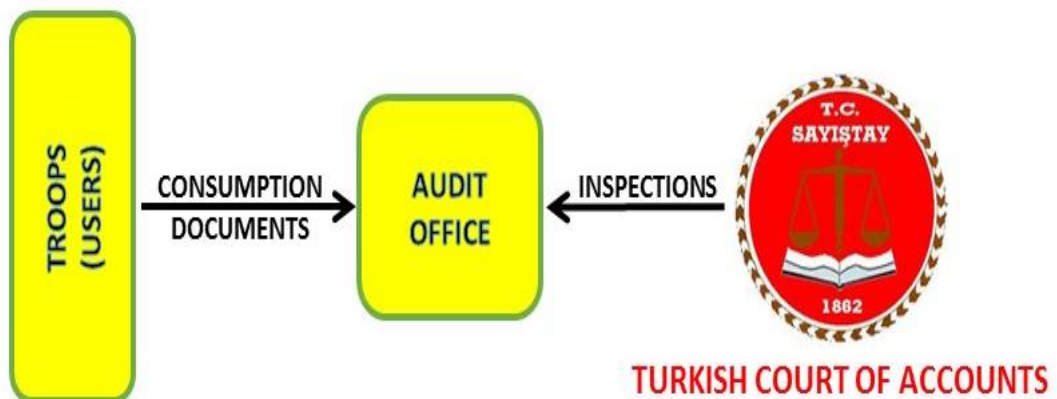 TROOPS
(USERS)
CONSUMPTION
DOCUMENTS
AUDIT
OFFICE
INSPECTIONS
T.C.
SAYIŞTAY
1862
TURKISH COURT OF ACCOUNTS